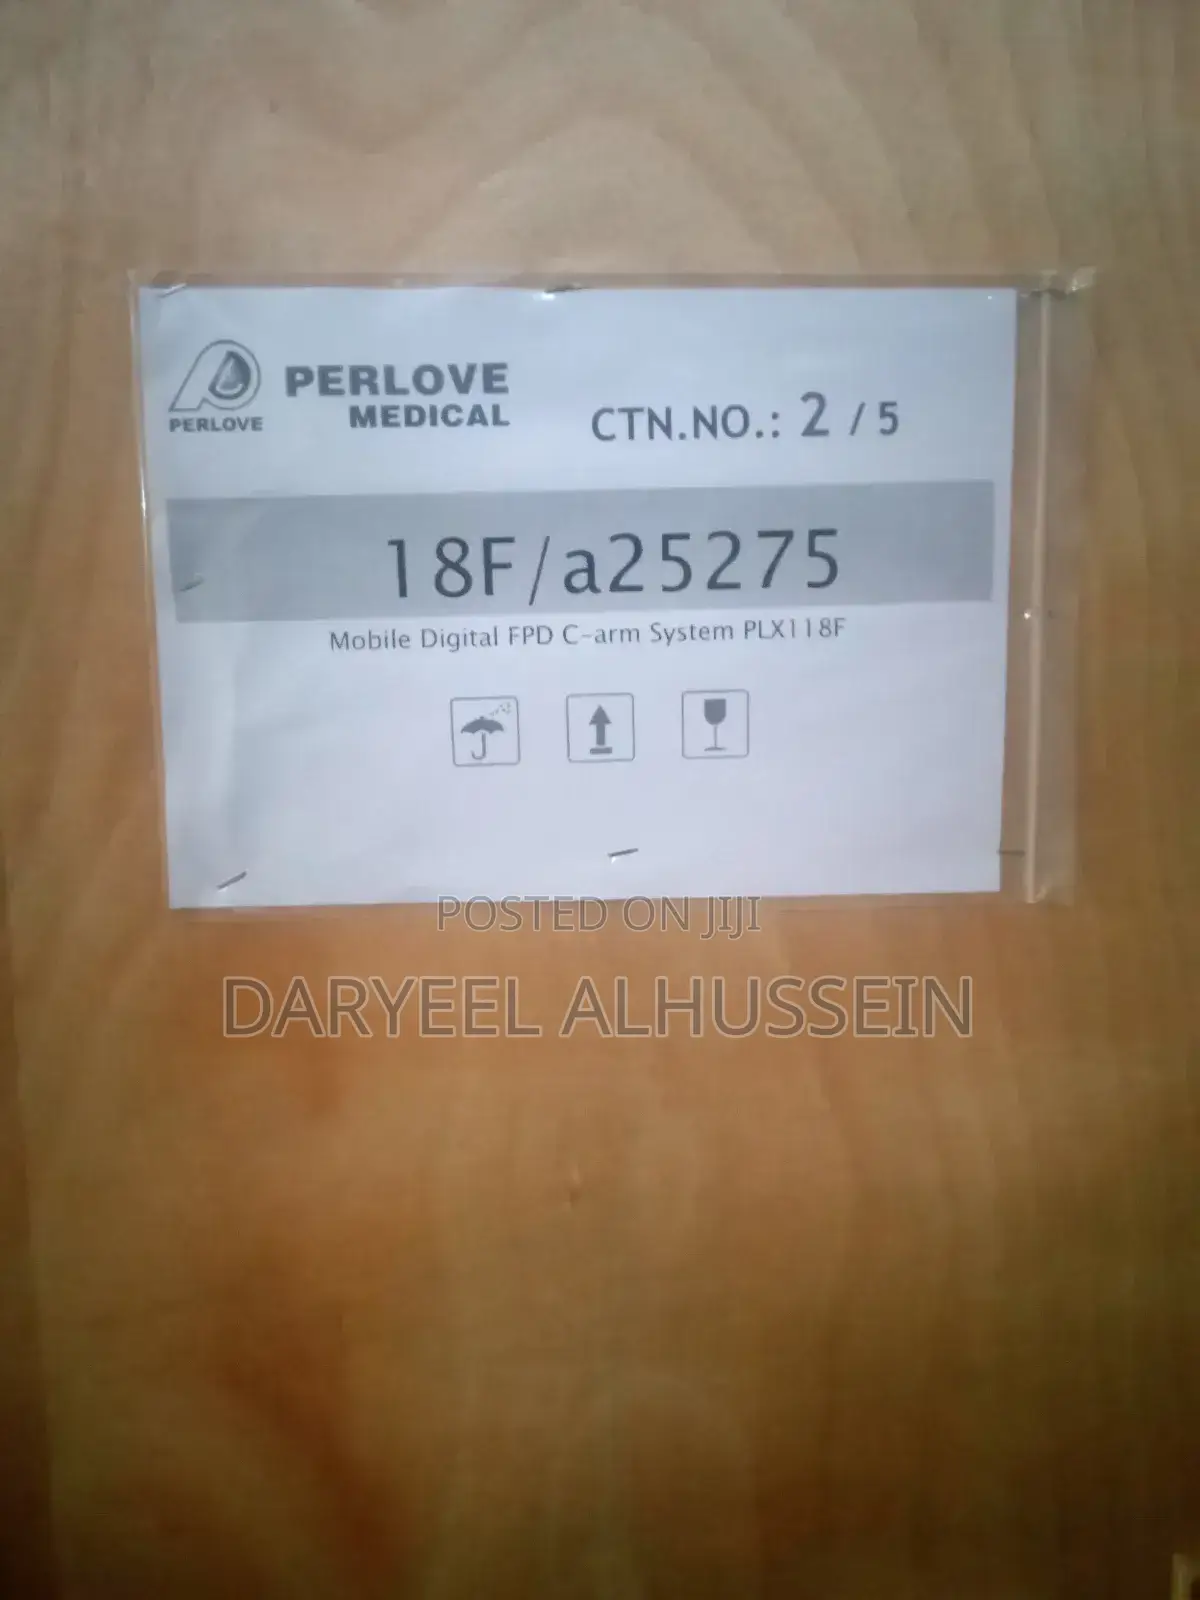 PERLOVE
PERLOVE
MEDICAL
CTN.NO.: 2 / 5
18F/a25275
Mobile Digital FPD C-arm System PLX118F
POSTED ON JIJI
DARYEEL ALHUSSEIN